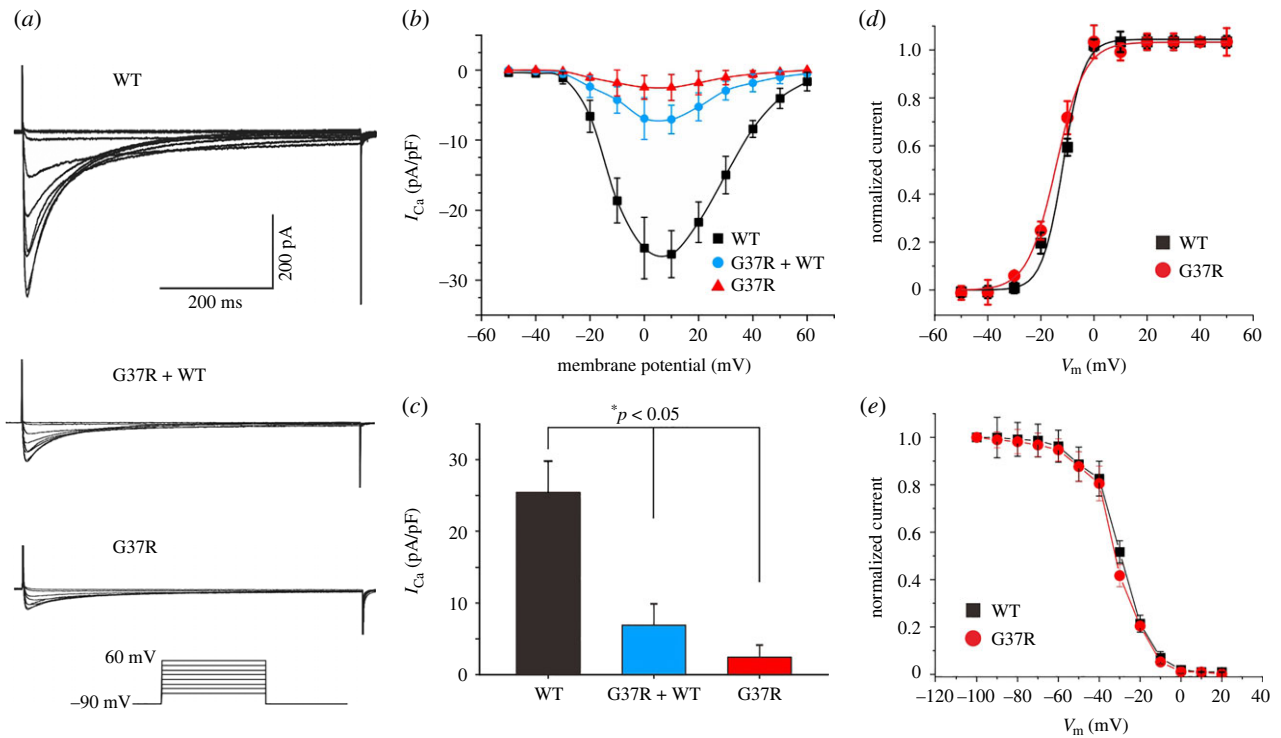 (a)
WT
200 pA
200 ms
G37R + WT
G37R
60 mV
–90 mV
(b)
0
–10
–20
–30
I_Ca (pA/pF)
WT
G37R + WT
G37R
–60 –40 –20 0 20 40 60
membrane potential (mV)
(c)
*p < 0.05
30
20
10
0
I_Ca (pA/pF)
WT G37R + WT G37R
(d)
1.0
0.8
0.6
0.4
0.2
0
normalized current
WT
G37R
–60 –40 –20 0 20 40 60
V_m (mV)
(e)
1.0
0.8
0.6
0.4
0.2
0
normalized current
WT
G37R
–120 –100 –80 –60 –40 –20 0 20 40
V_m (mV)